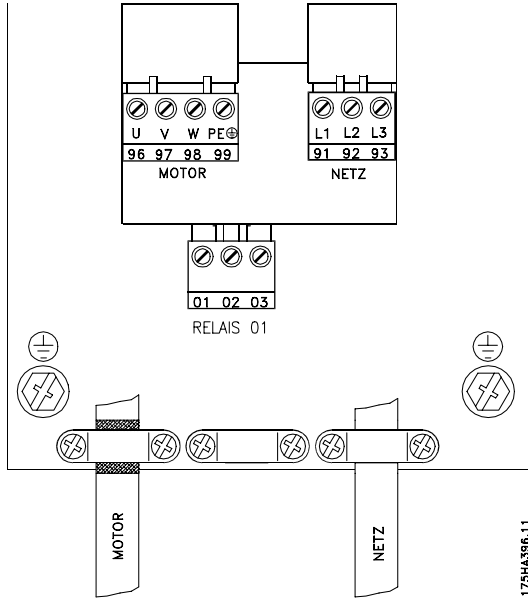 U V W PE
96 97 98 99
MOTOR
L1 L2 L3
91 92 93
NETZ
01 02 03
RELAIS 01
MOTOR
NETZ
175HA396.11